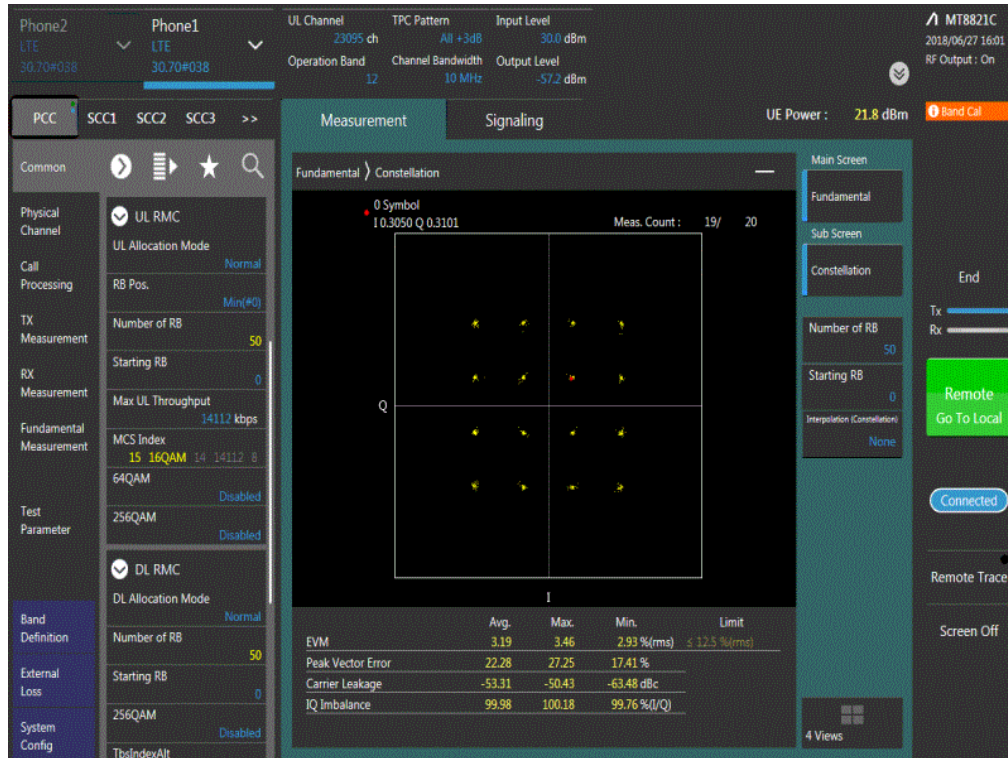 Phone2
LTE
30.70#038
Phone1
LTE
30.70#038
UL Channel
23095 ch
TPC Pattern
All +3dB
Input Level
30.0 dBm
Operation Band
12
Channel Bandwidth
10 MHz
Output Level
-57.2 dBm
MT8821C
2018/06/27 16:01
RF Output : On
PCC SCC1 SCC2 SCC3 >>
Measurement Signaling
UE Power : 21.8 dBm
Band Cal
Common
Physical
Channel
Call
Processing
TX
Measurement
RX
Measurement
Fundamental
Measurement
Test
Parameter
Band
Definition
External
Loss
System
Config
UL RMC
UL Allocation Mode
Normal
RB Pos.
Min(#0)
Number of RB
50
Starting RB
0
Max UL Throughput
14112 kbps
MCS Index
15 16QAM 14 14112 8
64QAM
Disabled
256QAM
Disabled
DL RMC
DL Allocation Mode
Normal
Number of RB
50
Starting RB
0
256QAM
Disabled
TbsIndexAlt
Fundamental 〉 Constellation
0 Symbol
I 0.3050 Q 0.3101
Meas. Count : 19/ 20
Q
I
Avg. Max. Min. Limit
EVM 3.19 3.46 2.93 %(rms) ≤ 12.5 %(rms)
Peak Vector Error 22.28 27.25 17.41 %
Carrier Leakage -53.31 -50.43 -63.48 dBc
IQ Imbalance 99.98 100.18 99.76 %(I/Q)
Main Screen
Fundamental
Sub Screen
Constellation
Number of RB
50
Starting RB
0
Interpolation (Constellation)
None
4 Views
End
Tx
Rx
Remote
Go To Local
Connected
Remote Trace
Screen Off